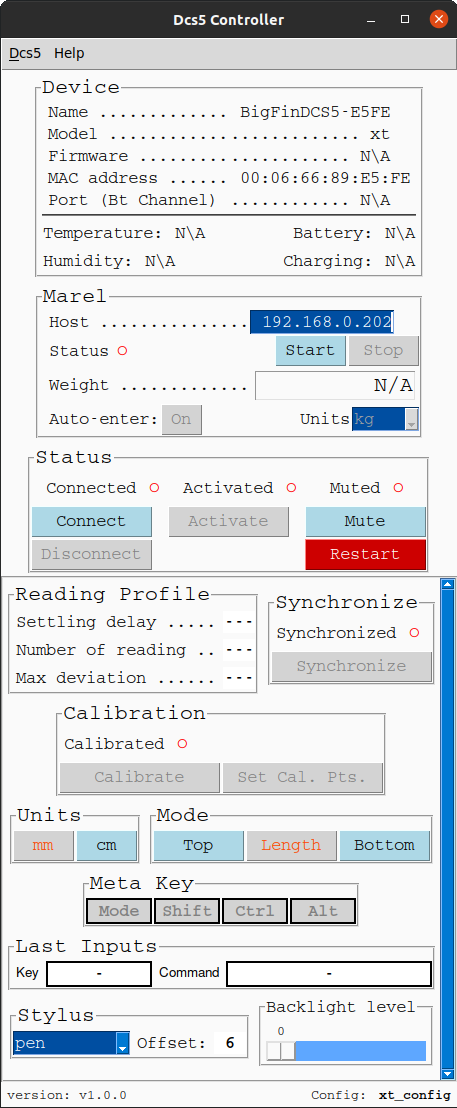 Dcs5 Controller
Dcs5 Help
Device
Name ............. BigFinDCS5-E5FE
Model ......................... xt
Firmware ...................... N\A
MAC address ...... 00:06:66:89:E5:FE
Port (Bt Channel) ............ N\A
Temperature: N\A Battery: N\A
Humidity: N\A Charging: N\A
Marel
Host ............... 192.168.0.202
Status Start Stop
Weight ............. N/A
Auto-enter: On Units kg
Status
Connected Activated Muted
Connect Activate Mute
Disconnect Restart
Reading Profile
Settling delay ..... ---
Number of reading .. ---
Max deviation ...... ---
Synchronize
Synchronized
Synchronize
Calibration
Calibrated
Calibrate Set Cal. Pts.
Units
mm cm
Mode
Top Length Bottom
Meta Key
Mode Shift Ctrl Alt
Last Inputs
Key - Command -
Stylus
pen Offset: 6
Backlight level
0
version: v1.0.0 Config: xt_config